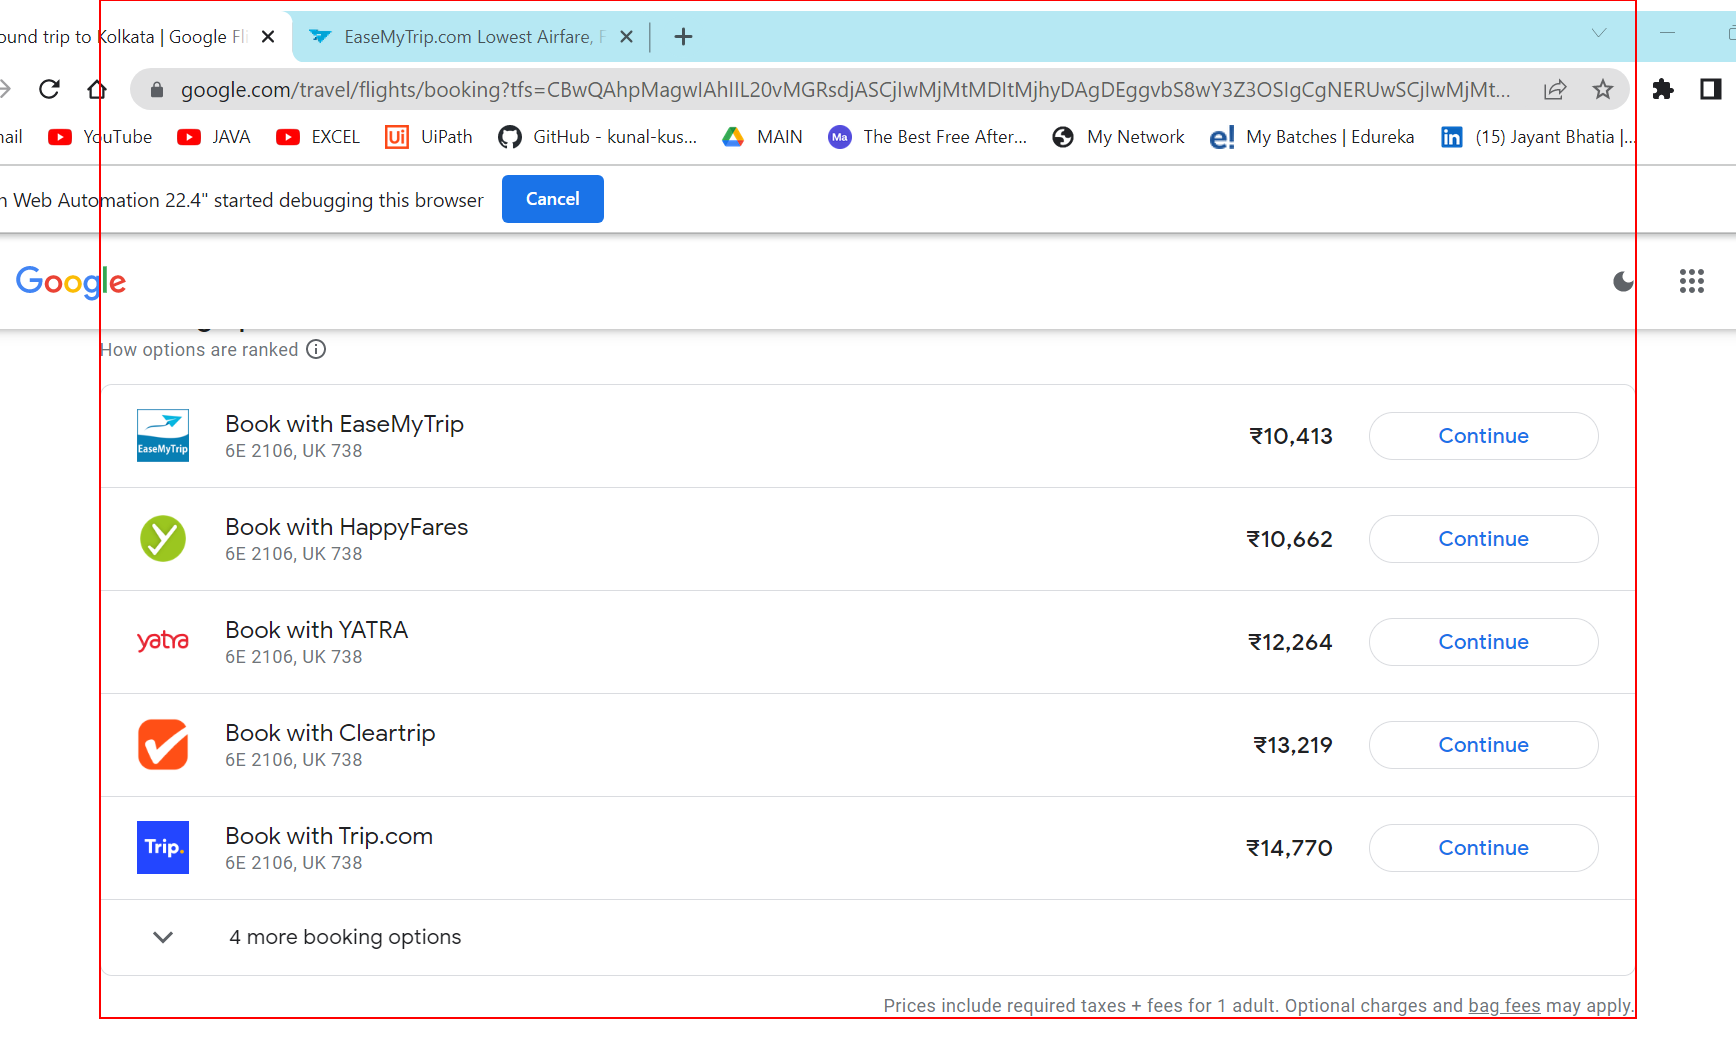 ound trip to Kolkata | Google Fli
EaseMyTrip.com Lowest Airfare, F
google.com/travel/flights/booking?tfs=CBwQAhpMagwIAhIIL20vMGRsdjASCjIwMjMtMDItMjhyDAgDEggvbS8wY3Z3OSIgCgNERUwSCjIwMjMt...
ail YouTube JAVA EXCEL UiPath GitHub - kunal-kus... MAIN Ma The Best Free After... My Network e! My Batches | Edureka in (15) Jayant Bhatia |...
n Web Automation 22.4" started debugging this browser Cancel
Google
How options are ranked
EaseMyTrip
Book with EaseMyTrip
6E 2106, UK 738
₹10,413 Continue
Book with HappyFares
6E 2106, UK 738
₹10,662 Continue
yatra
Book with YATRA
6E 2106, UK 738
₹12,264 Continue
Book with Cleartrip
6E 2106, UK 738
₹13,219 Continue
Trip.
Book with Trip.com
6E 2106, UK 738
₹14,770 Continue
4 more booking options
Prices include required taxes + fees for 1 adult. Optional charges and bag fees may apply.